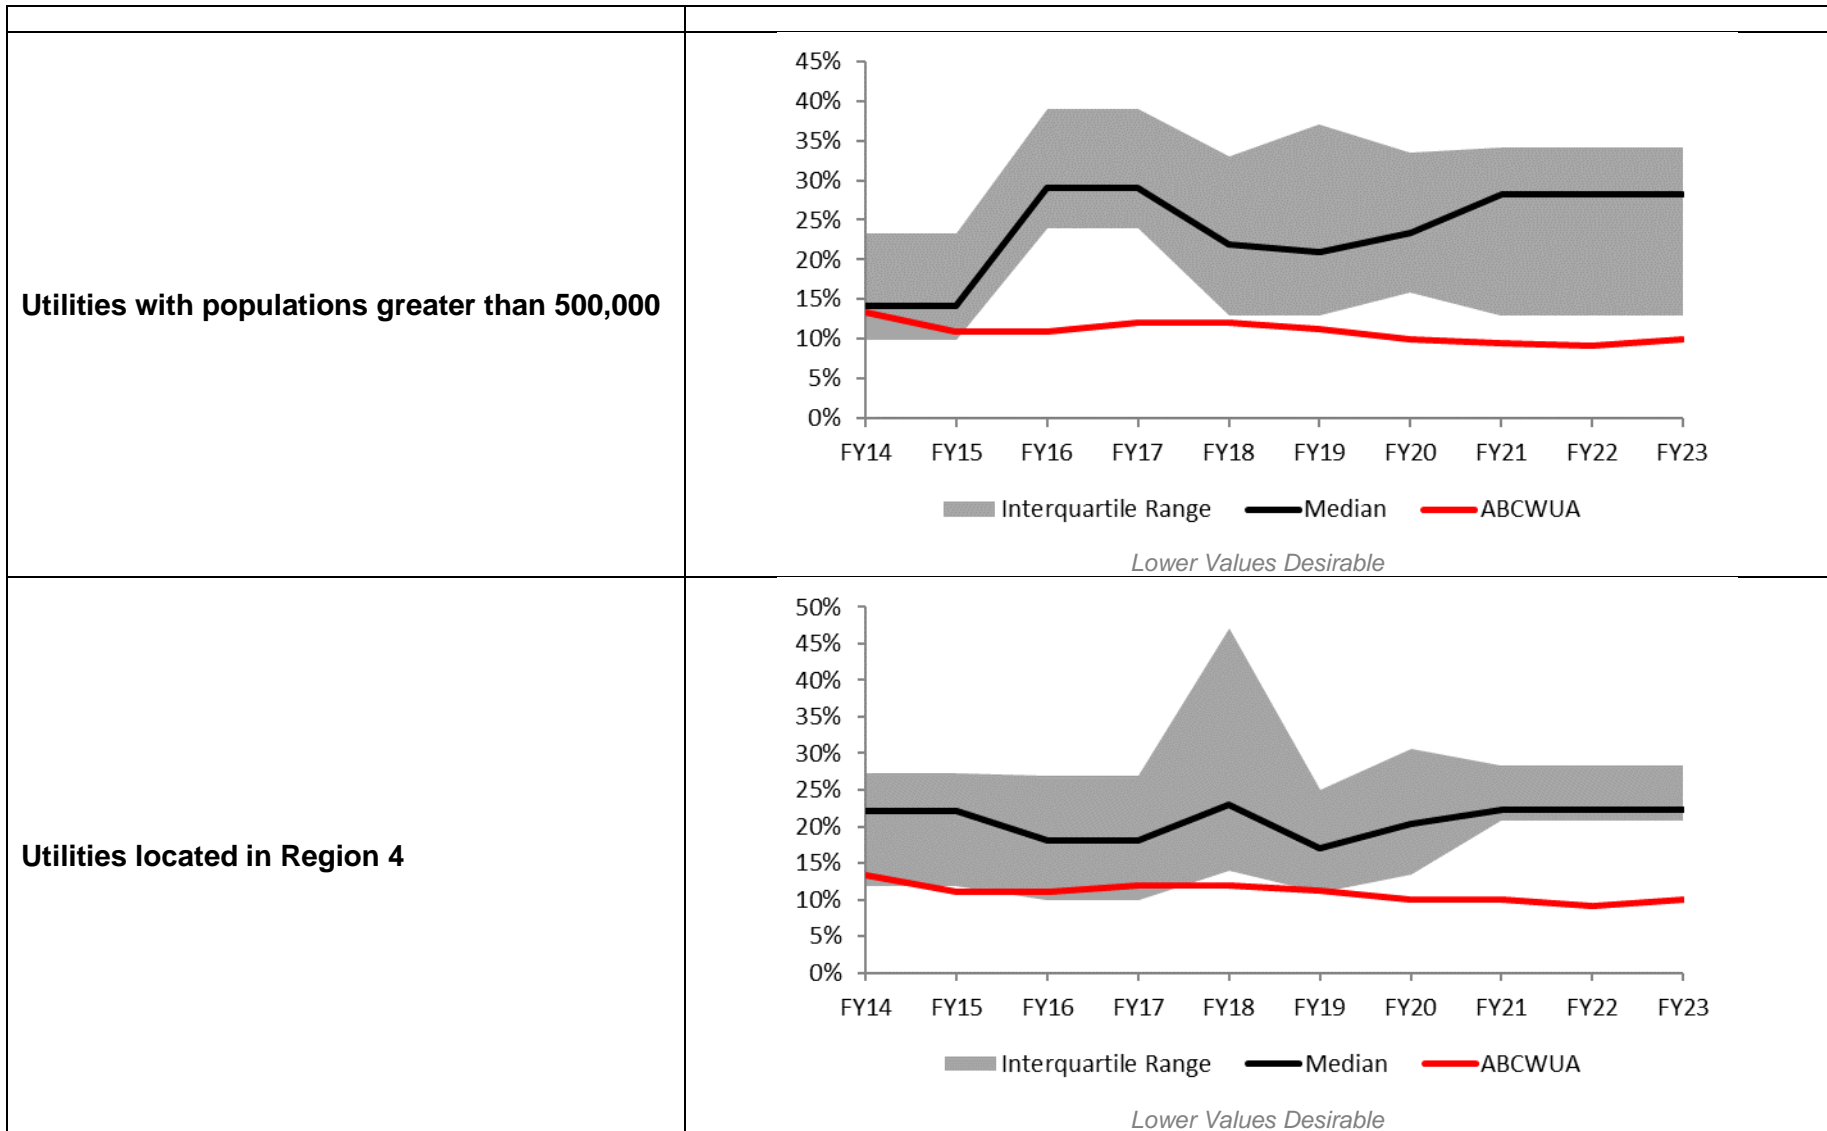 Utilities with populations greater than 500,000
45%
40%
35%
30%
25%
20%
15%
10%
5%
0%
FY14 FY15 FY16 FY17 FY18 FY19 FY20 FY21 FY22 FY23
Interquartile Range Median ABCWUA
Lower Values Desirable
Utilities located in Region 4
50%
45%
40%
35%
30%
25%
20%
15%
10%
5%
0%
FY14 FY15 FY16 FY17 FY18 FY19 FY20 FY21 FY22 FY23
Interquartile Range Median ABCWUA
Lower Values Desirable